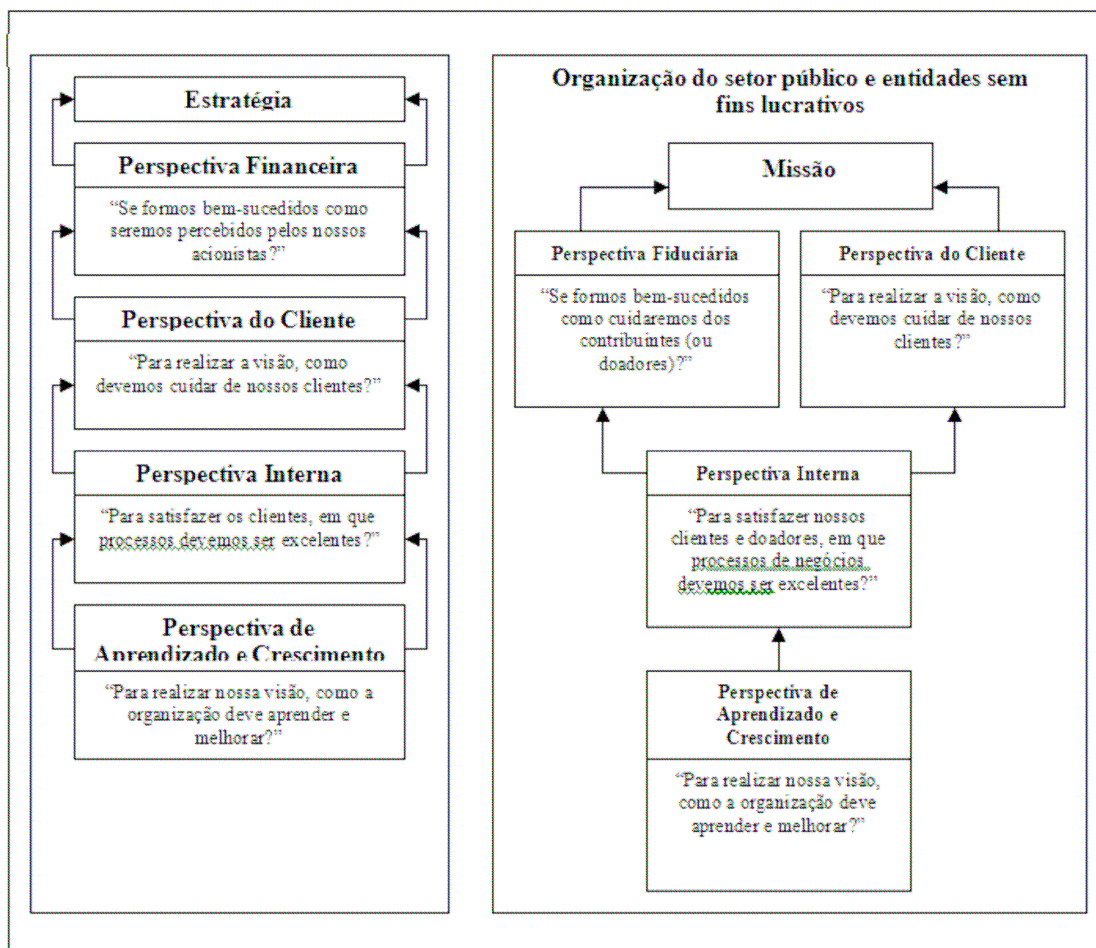 Estratégia
Perspectiva Financeira
“Se formos bem-sucedidos como
seremos percebidos pelos nossos
acionistas?”
Perspectiva do Cliente
“Para realizar a visão, como
devemos cuidar de nossos clientes?”
Perspectiva Interna
“Para satisfazer os clientes, em que
processos devemos ser excelentes?”
Perspectiva de
Aprendizado e Crescimento
“Para realizar nossa visão, como a
organização deve aprender e
melhorar?”
Organização do setor público e entidades sem
fins lucrativos
Missão
Perspectiva Fiduciária
“Se formos bem-sucedidos
como cuidaremos dos
contribuintes (ou
doadores)?”
Perspectiva do Cliente
“Para realizar a visão, como
devemos cuidar de nossos
clientes?”
Perspectiva Interna
“Para satisfazer nossos
clientes e doadores, em que
processos de negócios
devemos ser excelentes?”
Perspectiva de
Aprendizado e
Crescimento
“Para realizar nossa visão,
como a organização deve
aprender e melhorar?”